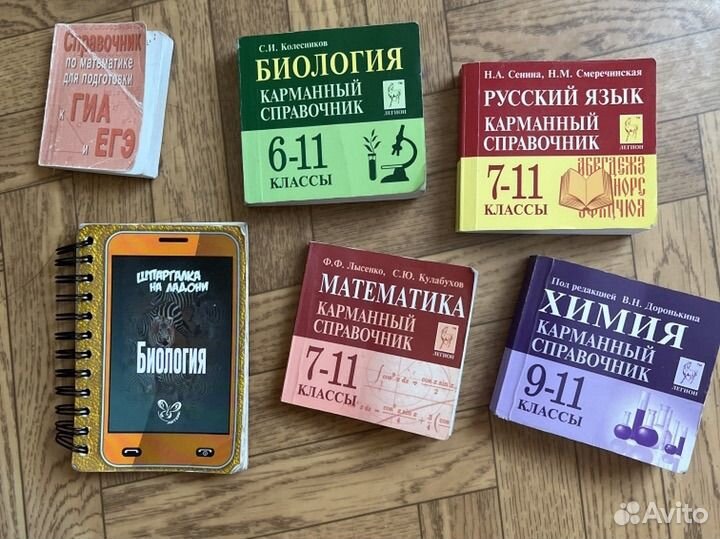 Справочник
по математике
для подготовки
к ГИА
и ЕГЭ
С.И. Колесников
БИОЛОГИЯ
КАРМАННЫЙ
СПРАВОЧНИК
ЛЕГИОН
6-11
КЛАССЫ
Н.А. Сенина, Н.М. Смеречинская
РУССКИЙ ЯЗЫК
КАРМАННЫЙ
СПРАВОЧНИК
ЛЕГИОН
7-11
КЛАССЫ
ШПАРГАЛКА
НА ЛАДОНИ
БИОЛОГИЯ
Ф.Ф. Лысенко, С.Ю. Кулабухов
МАТЕМАТИКА
КАРМАННЫЙ
СПРАВОЧНИК
ЛЕГИОН
7-11
КЛАССЫ
Под редакцией В.Н. Доронькина
ХИМИЯ
КАРМАННЫЙ
СПРАВОЧНИК
ЛЕГИОН
9-11
КЛАССЫ
Avito